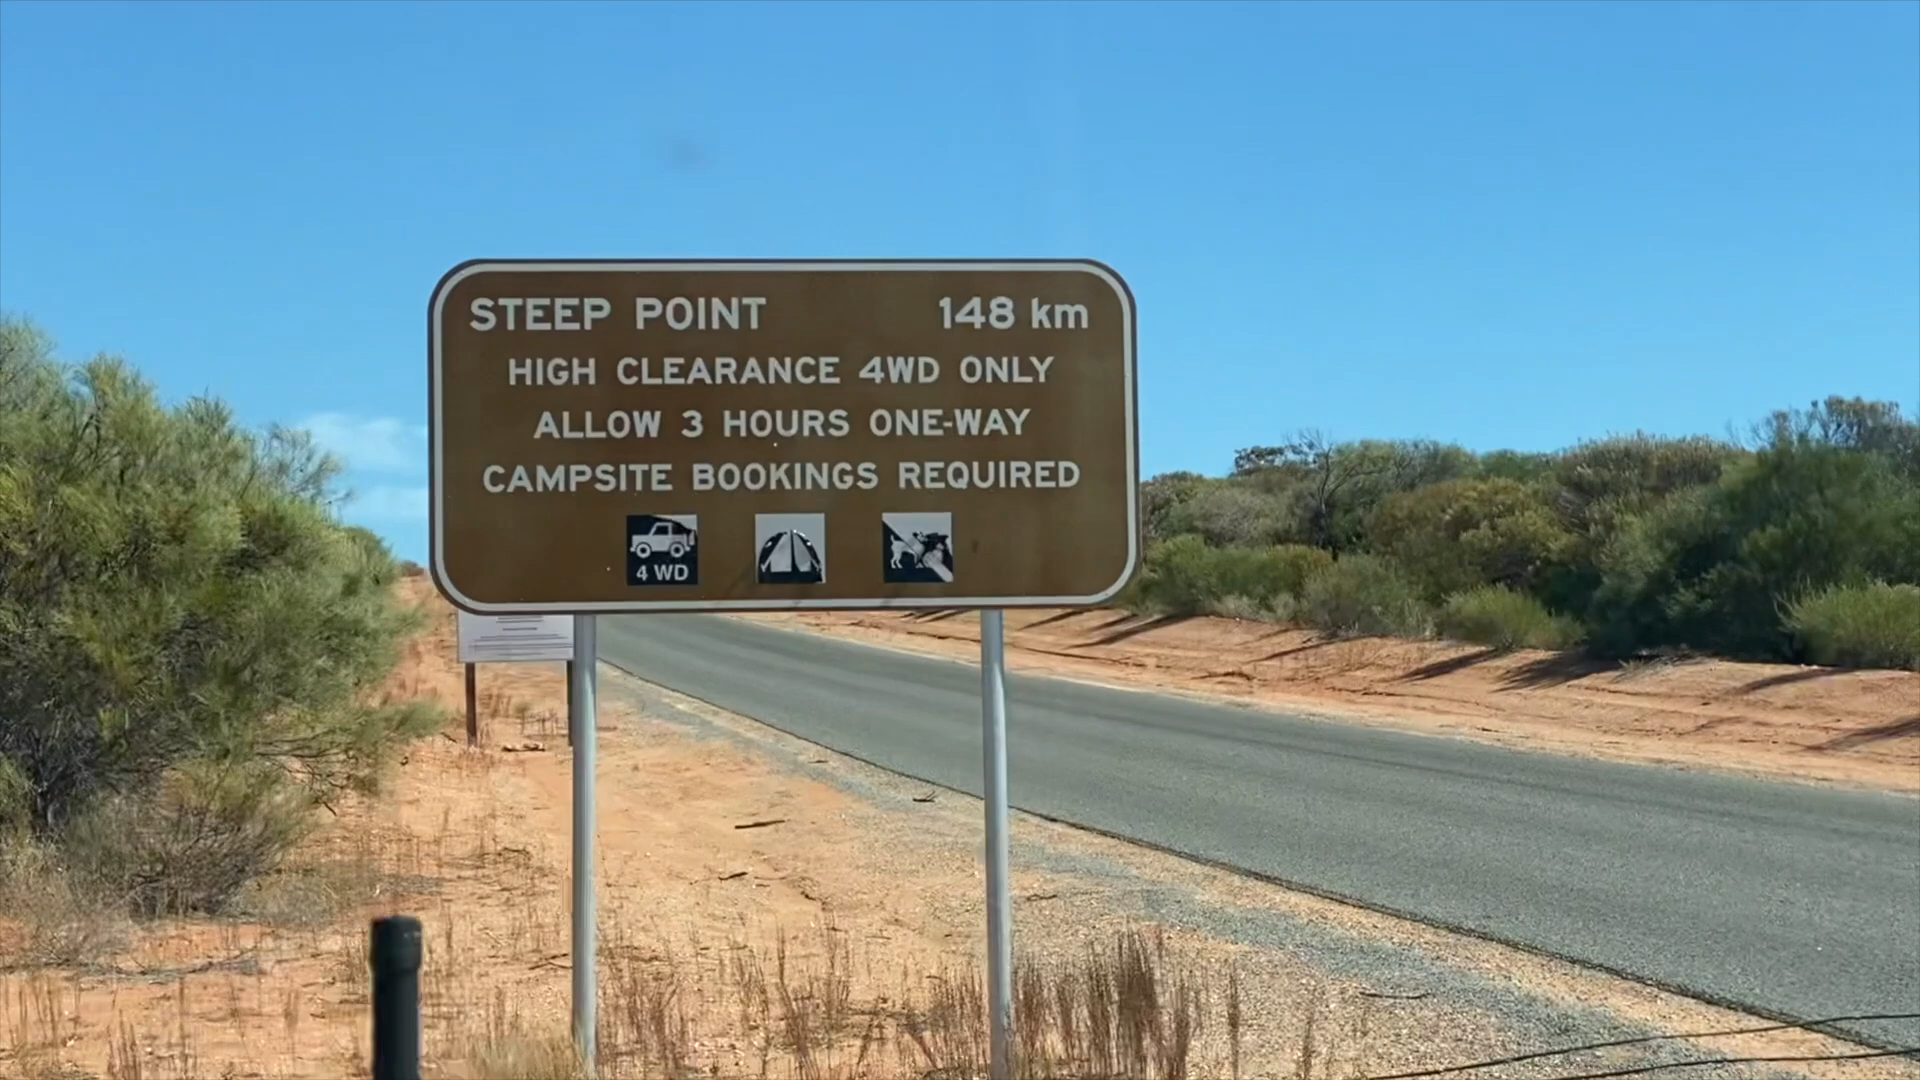 STEEP POINT 148 km
HIGH CLEARANCE 4WD ONLY
ALLOW 3 HOURS ONE-WAY
CAMPSITE BOOKINGS REQUIRED
4 WD